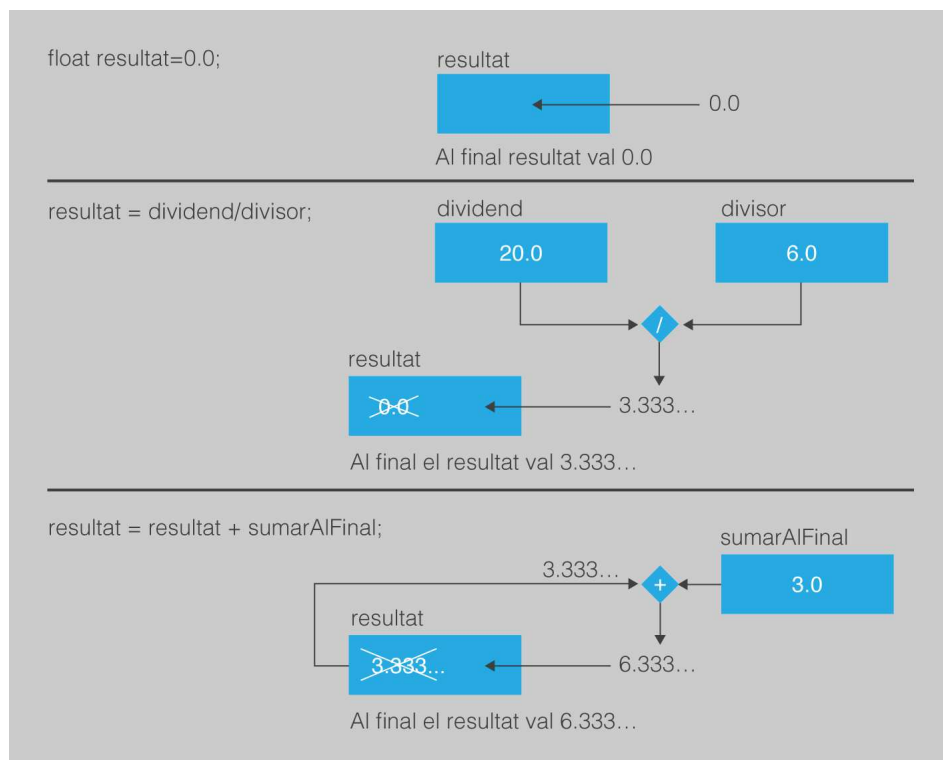 float resultat=0.0;
resultat
0.0
Al final resultat val 0.0
resultat = dividend/divisor;
dividend
divisor
20.0
6.0
/
resultat
0.0
3.333...
Al final el resultat val 3.333...
resultat = resultat + sumarAlFinal;
sumarAlFinal
3.333...
+
3.0
resultat
3.333...
6.333...
Al final el resultat val 6.333...